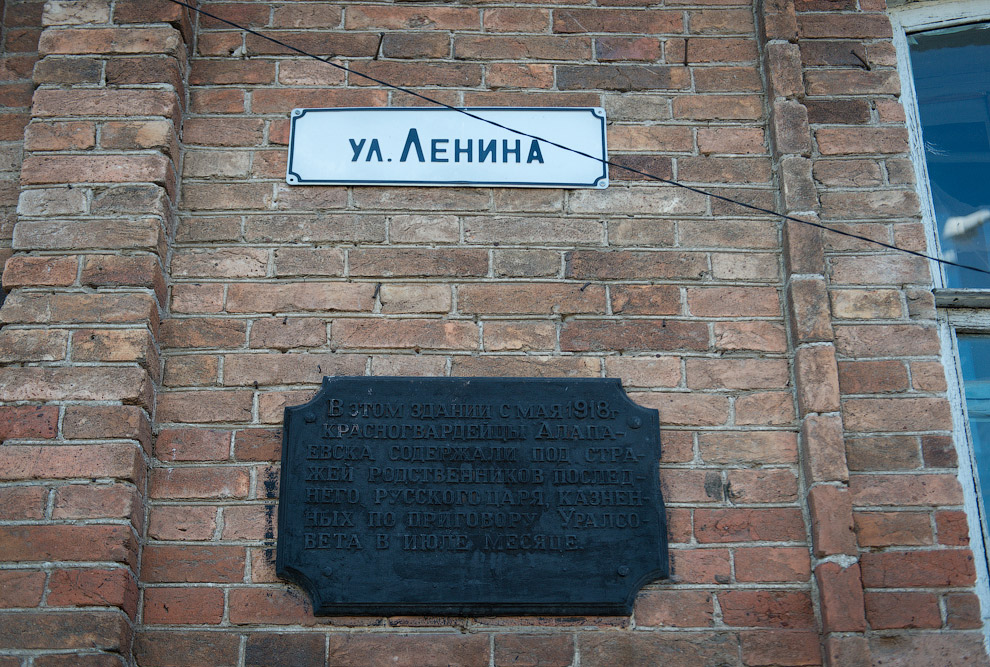 ул. Ленина
В этом здании с мая 1918 г.
красногвардейцы Алапа-
евска содержали под стра-
жей родственников послед-
него русского царя, казнен-
ных по приговору Уралсо-
вета в июле месяце.